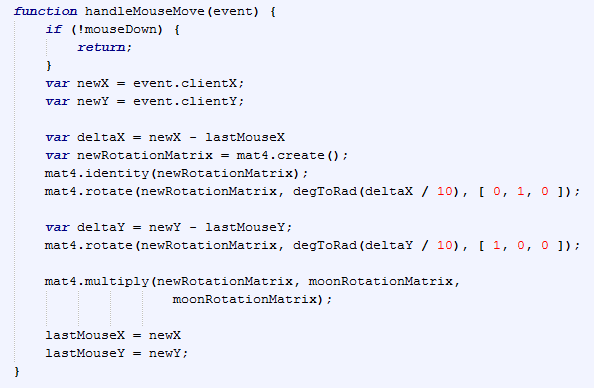 function handleMouseMove(event) {
    if (!mouseDown) {
        return;
    }
    var newX = event.clientX;
    var newY = event.clientY;

    var deltaX = newX - lastMouseX
    var newRotationMatrix = mat4.create();
    mat4.identity(newRotationMatrix);
    mat4.rotate(newRotationMatrix, degToRad(deltaX / 10), [ 0, 1, 0 ]);

    var deltaY = newY - lastMouseY;
    mat4.rotate(newRotationMatrix, degToRad(deltaY / 10), [ 1, 0, 0 ]);

    mat4.multiply(newRotationMatrix, moonRotationMatrix,
                    moonRotationMatrix);

    lastMouseX = newX
    lastMouseY = newY;
}